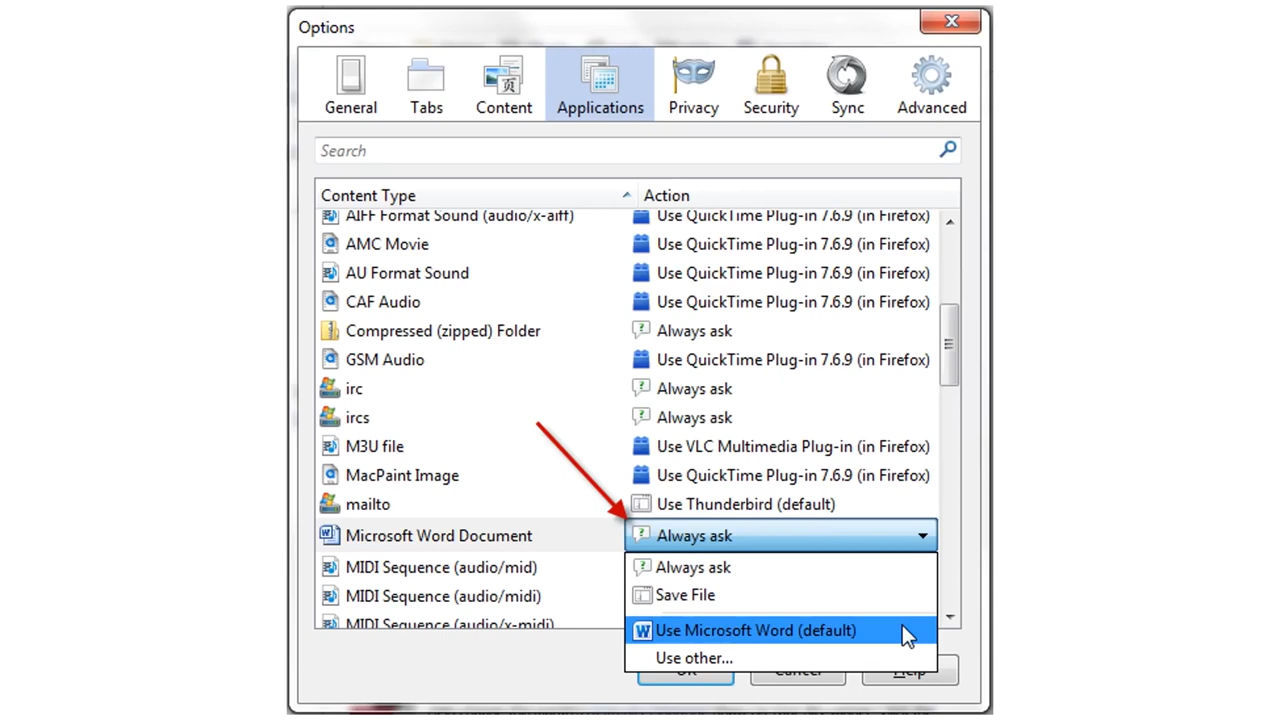 Options
General Tabs Content Applications Privacy Security Sync Advanced
Search
Content Type Action
AIFF Format Sound (audio/x-aiff) Use QuickTime Plug-in 7.6.9 (in Firefox)
AMC Movie Use QuickTime Plug-in 7.6.9 (in Firefox)
AU Format Sound Use QuickTime Plug-in 7.6.9 (in Firefox)
CAF Audio Use QuickTime Plug-in 7.6.9 (in Firefox)
Compressed (zipped) Folder Always ask
GSM Audio Use QuickTime Plug-in 7.6.9 (in Firefox)
irc Always ask
ircs Always ask
M3U file Use VLC Multimedia Plug-in (in Firefox)
MacPaint Image Use QuickTime Plug-in 7.6.9 (in Firefox)
mailto Use Thunderbird (default)
Microsoft Word Document Always ask
MIDI Sequence (audio/mid) Always ask
MIDI Sequence (audio/midi) Save File
MIDI Sequence (audio/x-midi) Use Microsoft Word (default)
Use other...
OK Cancel Help